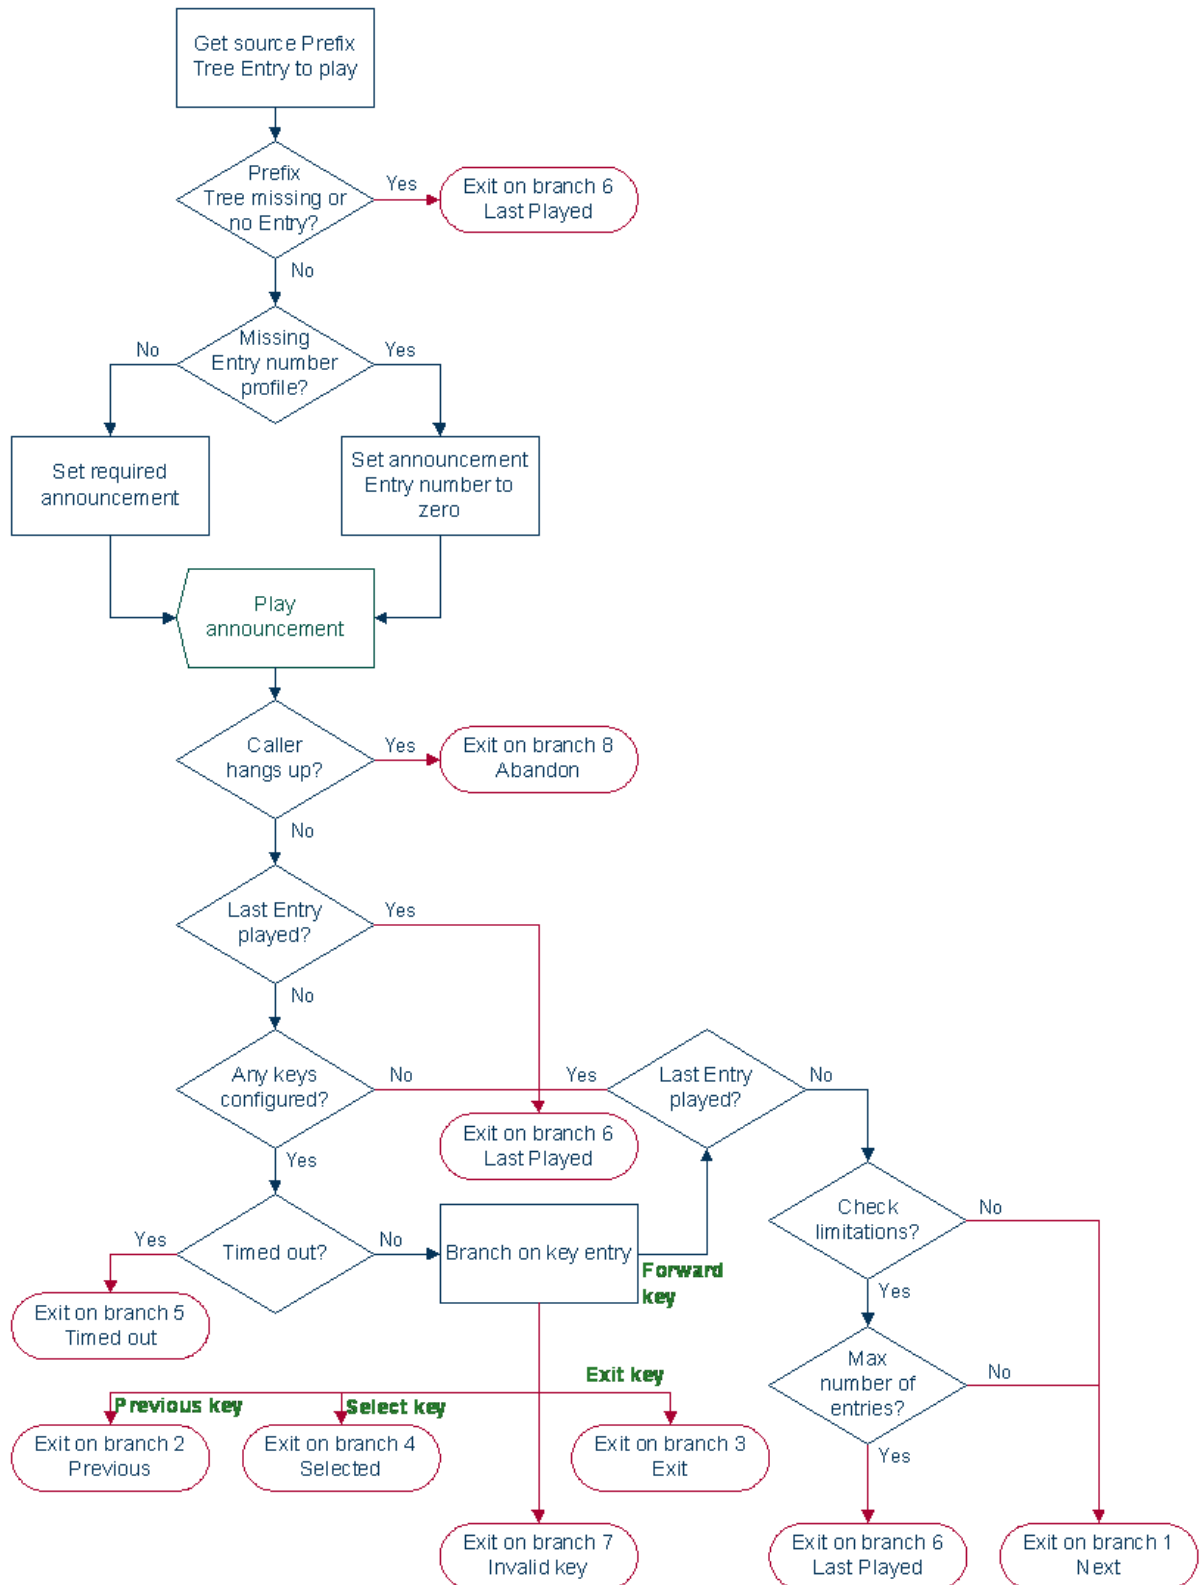 Get source Prefix
Tree Entry to play
Prefix
Tree missing or
no Entry?
Yes
Exit on branch 6
Last Played
No
Missing
Entry number
profile?
No
Yes
Set required
announcement
Set announcement
Entry number to
zero
Play
announcement
Caller
hangs up?
Yes
Exit on branch 8
Abandon
No
Last Entry
played?
Yes
No
Any keys
configured?
No
Yes
Last Entry
played?
No
Exit on branch 6
Last Played
Yes
Check
limitations?
No
Timed out?
Yes
No
Branch on key entry
Forward
key
Yes
Exit on branch 5
Timed out
Max
number of
entries?
No
Exit key
Previous key
Select key
Exit on branch 2
Previous
Exit on branch 4
Selected
Exit on branch 3
Exit
Yes
Exit on branch 7
Invalid key
Exit on branch 6
Last Played
Exit on branch 1
Next